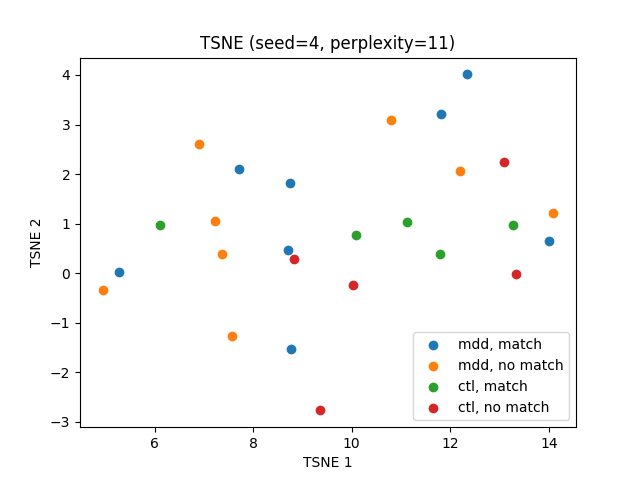 TSNE (seed=4, perplexity=11)
4
3
2
1
0
−1
−2
−3
TSNE 2
mdd, match
mdd, no match
ctl, match
ctl, no match
6 8 10 12 14
TSNE 1